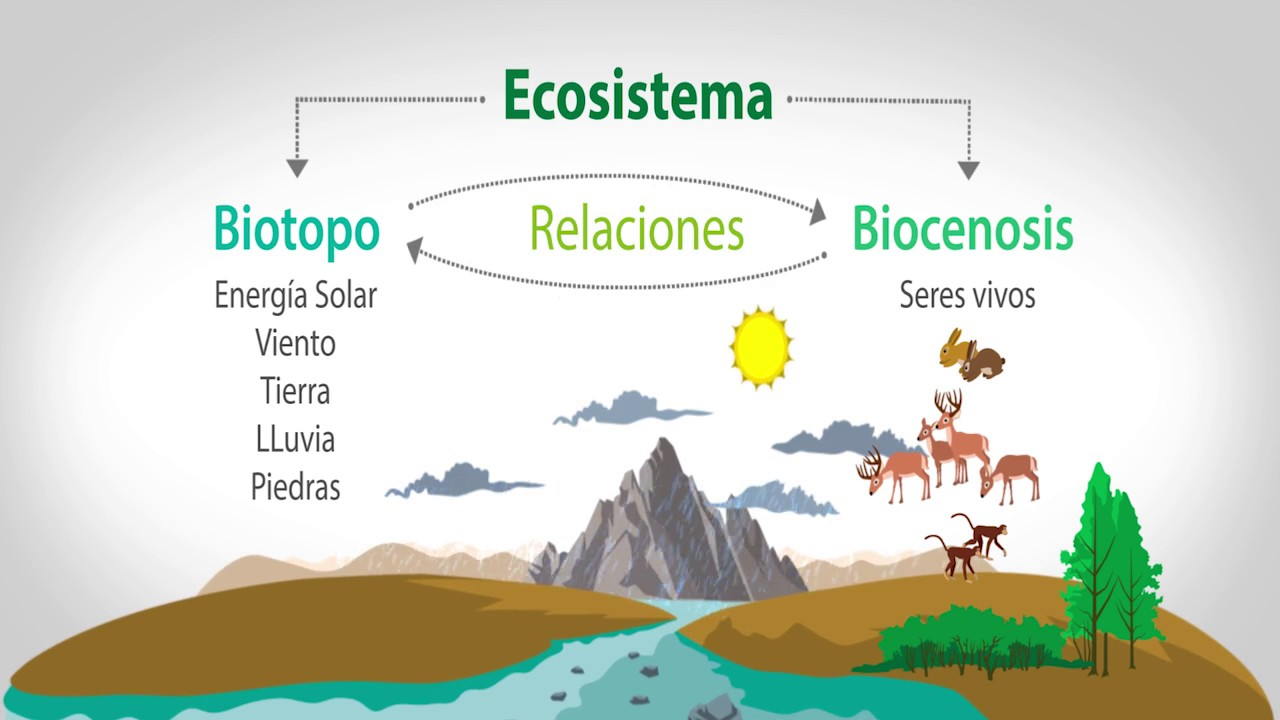 Ecosistema
Biotopo
Relaciones
Biocenosis
Energía Solar
Viento
Tierra
LLuvia
Piedras
Seres vivos